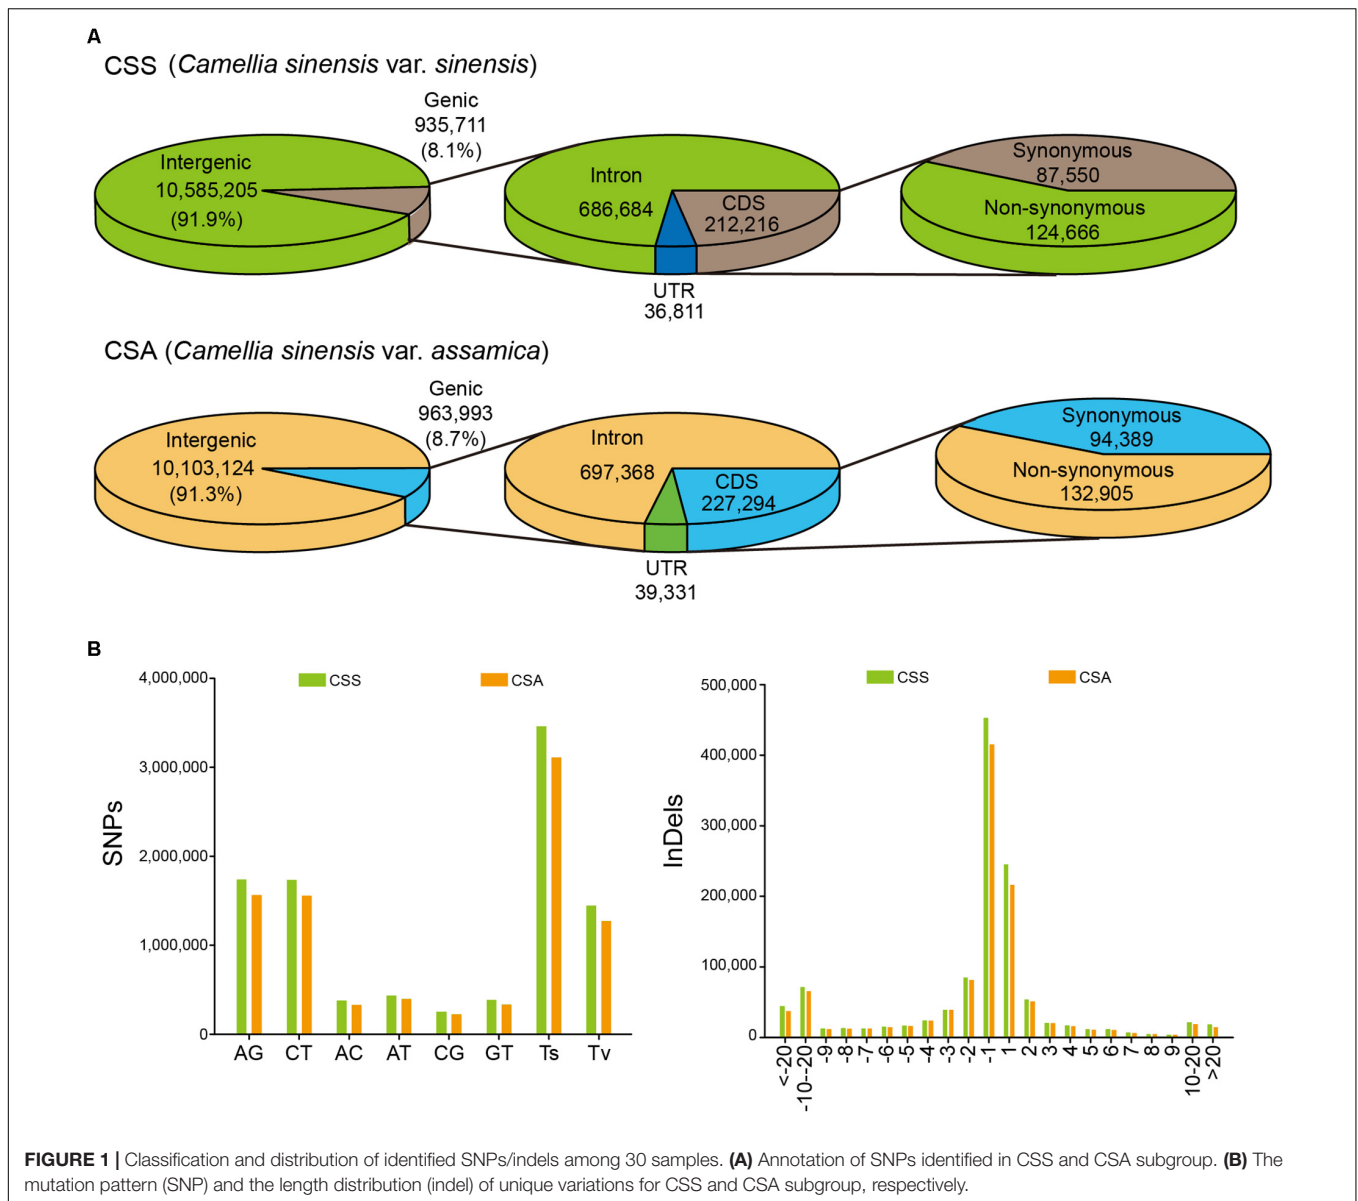 A
CSS (Camellia sinensis var. sinensis)
Genic
935,711
(8.1%)
Intergenic
10,585,205
(91.9%)
Intron
686,684
CDS
212,216
UTR
36,811
Synonymous
87,550
Non-synonymous
124,666
CSA (Camellia sinensis var. assamica)
Genic
963,993
(8.7%)
Intergenic
10,103,124
(91.3%)
Intron
697,368
CDS
227,294
UTR
39,331
Synonymous
94,389
Non-synonymous
132,905
B
4,000,000
3,000,000
2,000,000
1,000,000
0
SNPs
CSS
CSA
AG CT AC AT CG GT Ts Tv
500,000
400,000
300,000
200,000
100,000
0
InDels
CSS
CSA
<-20 -10--20 -9 -8 -7 -6 -5 -4 -3 -2 -1 1 2 3 4 5 6 7 8 9 10-20 >20
FIGURE 1 | Classification and distribution of identified SNPs/indels among 30 samples. (A) Annotation of SNPs identified in CSS and CSA subgroup. (B) The
mutation pattern (SNP) and the length distribution (indel) of unique variations for CSS and CSA subgroup, respectively.